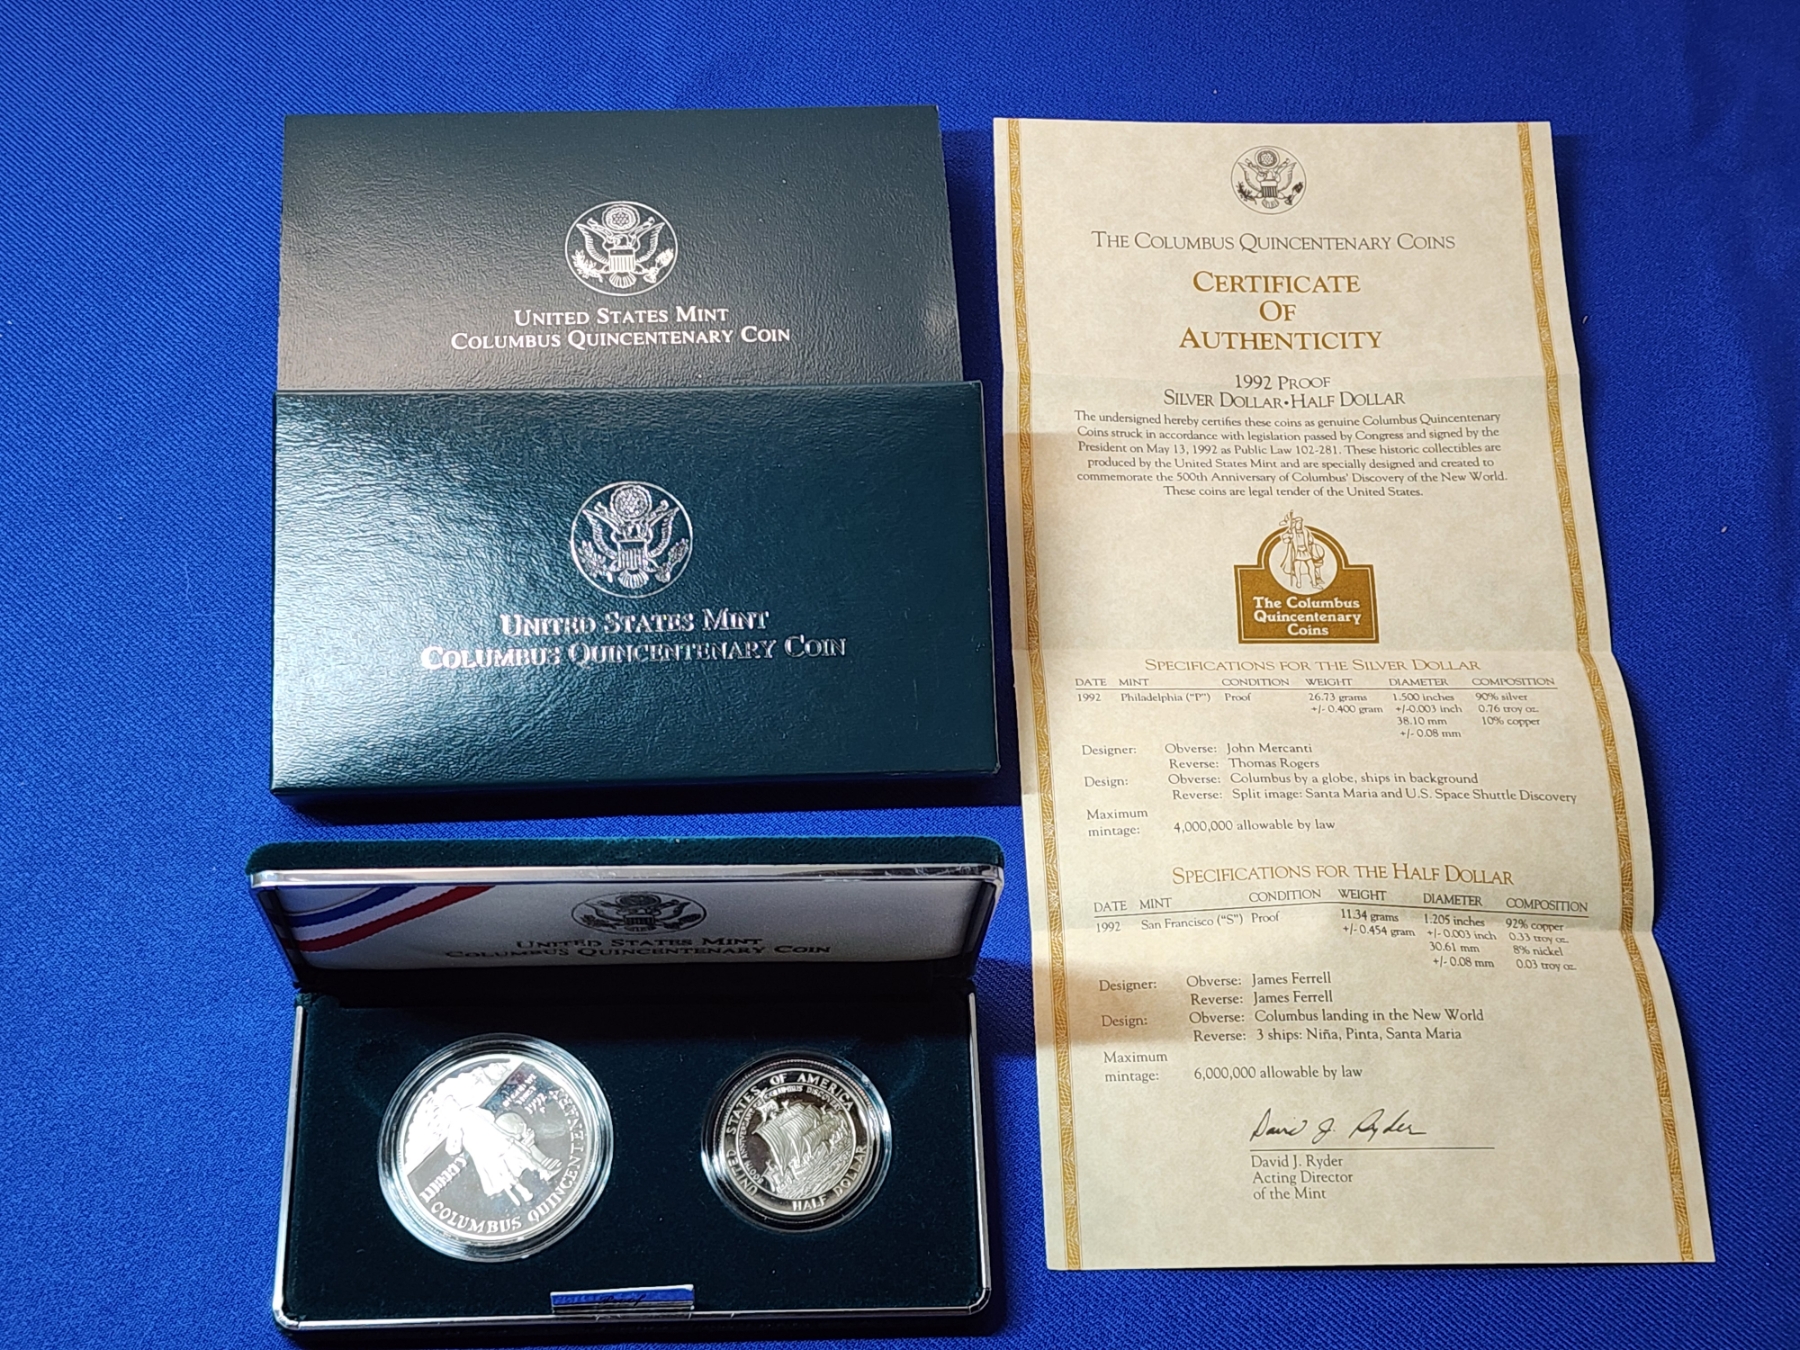 UNITED STATES MINT
COLUMBUS QUINCENTENARY COIN
UNITED STATES MINT
COLUMBUS QUINCENTENARY COIN
UNITED STATES MINT
COLUMBUS QUINCENTENARY COIN
1992
P
COLUMBUS QUINCENTENARY
UNITED STATES OF AMERICA
500TH ANNIVERSARY OF COLUMBUS DISCOVERY
HALF DOLLAR
Proof
THE COLUMBUS QUINCENTENARY COINS
CERTIFICATE
OF
AUTHENTICITY
1992 PROOF
SILVER DOLLAR • HALF DOLLAR
The undersigned hereby certifies these coins as genuine Columbus Quincentenary
Coins struck in accordance with legislation passed by Congress and signed by the
President on May 13, 1992 as Public Law 102-281. These historic collectibles are
produced by the United States Mint and are specially designed and created to
commemorate the 500th Anniversary of Columbus' Discovery of the New World.
These coins are legal tender of the United States.
The Columbus
Quincentenary
Coins
SPECIFICATIONS FOR THE SILVER DOLLAR
DATE MINT CONDITION WEIGHT DIAMETER COMPOSITION
1992 Philadelphia ("P") Proof 26.73 grams 1.500 inches 90% silver
+/- 0.400 gram +/-0.003 inch 0.76 troy oz.
38.10 mm 10% copper
+/- 0.08 mm
Designer: Obverse: John Mercanti
Reverse: Thomas Rogers
Design: Obverse: Columbus by a globe, ships in background
Reverse: Split image: Santa Maria and U.S. Space Shuttle Discovery
Maximum
mintage: 4,000,000 allowable by law
SPECIFICATIONS FOR THE HALF DOLLAR
DATE MINT CONDITION WEIGHT DIAMETER COMPOSITION
1992 San Francisco ("S") Proof 11.34 grams 1.205 inches 92% copper
+/- 0.454 gram +/- 0.003 inch 0.33 troy oz.
30.61 mm 8% nickel
+/- 0.08 mm 0.03 troy oz.
Designer: Obverse: James Ferrell
Reverse: James Ferrell
Design: Obverse: Columbus landing in the New World
Reverse: 3 ships: Niña, Pinta, Santa Maria
Maximum
mintage: 6,000,000 allowable by law
David J. Ryder
David J. Ryder
Acting Director
of the Mint